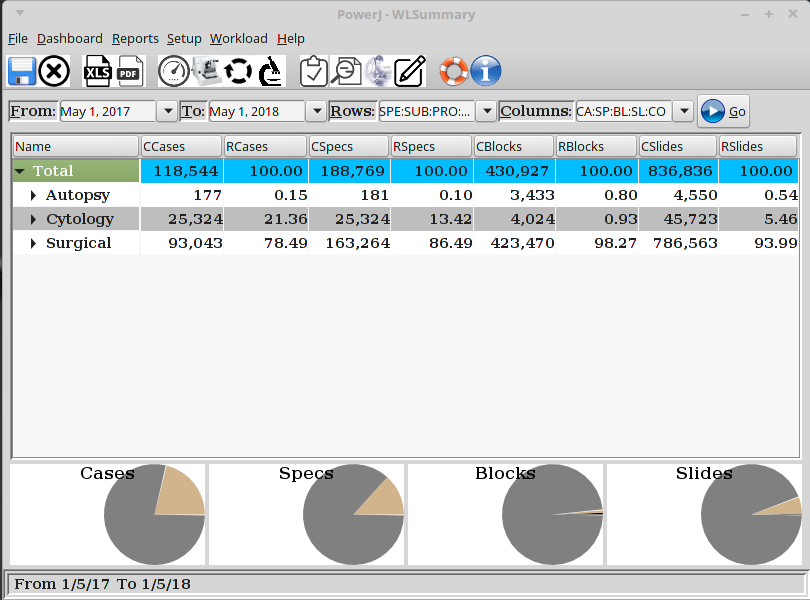 PowerJ - WLSummary
File Dashboard Reports Setup Workload Help
XLS PDF
From: May 1, 2017 To: May 1, 2018 Rows: SPE:SUB:PRO:... Columns: CA:SP:BL:SL:CO Go
Name CCases RCases CSpecs RSpecs CBlocks RBlocks CSlides RSlides
Total 118,544 100.00 188,769 100.00 430,927 100.00 836,836 100.00
Autopsy 177 0.15 181 0.10 3,433 0.80 4,550 0.54
Cytology 25,324 21.36 25,324 13.42 4,024 0.93 45,723 5.46
Surgical 93,043 78.49 163,264 86.49 423,470 98.27 786,563 93.99
Cases Specs Blocks Slides
From 1/5/17 To 1/5/18